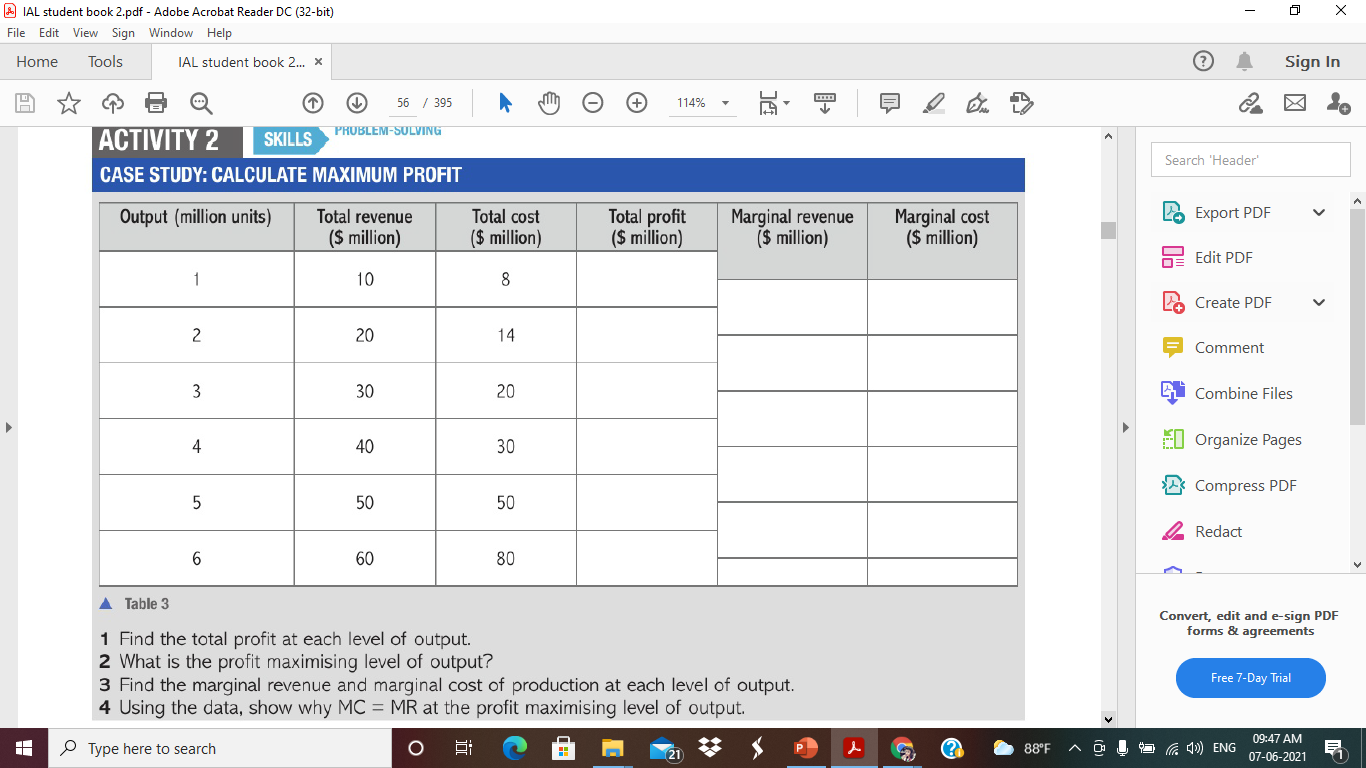 IAL student book 2.pdf - Adobe Acrobat Reader DC (32-bit)
File Edit View Sign Window Help
Home Tools IAL student book 2... × Sign In
56 / 395 114%
ACTIVITY 2 SKILLS PROBLEM-SOLVING
CASE STUDY: CALCULATE MAXIMUM PROFIT
Output (million units) Total revenue Total cost Total profit Marginal revenue Marginal cost
($ million) ($ million) ($ million) ($ million) ($ million)
1 10 8
2 20 14
3 30 20
4 40 30
5 50 50
6 60 80
Table 3
1 Find the total profit at each level of output.
2 What is the profit maximising level of output?
3 Find the marginal revenue and marginal cost of production at each level of output.
4 Using the data, show why MC = MR at the profit maximising level of output.
Search 'Header'
Export PDF
Edit PDF
Create PDF
Comment
Combine Files
Organize Pages
Compress PDF
Redact
Convert, edit and e-sign PDF
forms & agreements
Free 7-Day Trial
Type here to search 21 88°F ENG 09:47 AM
07-06-2021 1